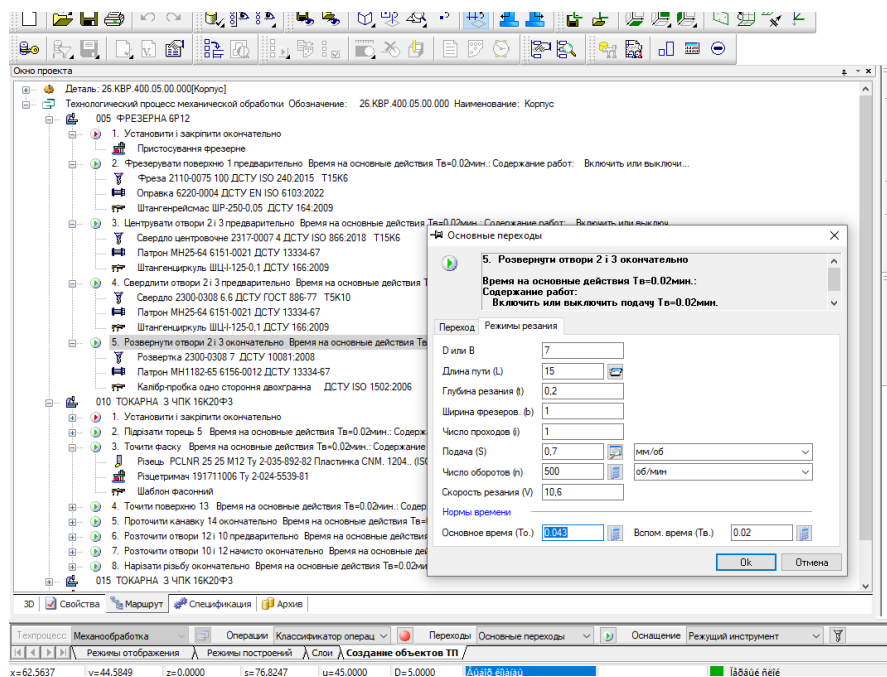 Окно проекта
Деталь: 26.КВР.400.05.00.000[Корпус]
Технологический процесс механической обработки Обозначение: 26.КВР.400.05.00.000 Наименование: Корпус
005 ФРЕЗЕРНА 6Р12
1. Установити і закріпити окончательно
Пристосування фрезерне
2. Фрезерувати поверхню 1 предварительно Время на основные действия Тв=0.02мин.: Содержание работ: Включить или выключи...
Фреза 2110-0075 100 ДСТУ ISO 240:2015 Т15К6
Оправка 6220-0004 ДСТУ EN ISO 6103:2022
Штангенрейсмас ШР-250-0,05 ДСТУ 164:2009
3. Центрувати отвори 2 і 3 предварительно Время на основные действия Тв=0.02мин.: Содержание работ: Включить или выключ
Свердло центровочне 2317-0007 4 ДСТУ ISO 866:2018 Т15К6
Патрон МН25-64 6151-0021 ДСТУ 13334-67
Штангенциркуль ШЦ-І-125-0,1 ДСТУ 166:2009
4. Свердлити отвори 2 і 3 предварительно Время на основные действия Т
Свердло 2300-0308 6.6 ДСТУ ГОСТ 886-77 Т5К10
Патрон МН25-64 6151-0021 ДСТУ 13334-67
Штангенциркуль ШЦ-І-125-0,1 ДСТУ 166:2009
5. Розвернути отвори 2 і 3 окончательно Время на основные действия Тв
Розвертка 2300-0308 7 ДСТУ 10081:2008
Патрон МН1182-65 6156-0012 ДСТУ 13334-67
Калібр-пробка одно стороння двохгранна ДСТУ ISO 1502:2006
010 ТОКАРНА З ЧПК 16К20Ф3
1. Установити і закріпити окончательно
2. Підрізати торець 5 Время на основные действия Тв=0.02мин.: Содерж
3. Точити фаску Время на основные действия Тв=0.02мин.: Содержание
Різець PCLNR 25 25 M12 Ту 2-035-892-82 Пластинка CNM. 1204.. (ISO
Різцетримач 191711006 Ту 2-024-5539-81
Шаблон фасонний
4. Точити поверхню 13 Время на основные действия Тв=0.02мин.: Содер
5. Проточити канавку 14 окончательно Время на основные действия Тв=
6. Розточити отвори 12 і 10 предварительно Время на основные действия
7. Розточити отвори 10 і 12 начисто окончательно Время на основные дей
8. Нарізати різьбу окончательно Время на основные действия Тв=0.02ми
015 ТОКАРНА З ЧПК 16К20Ф3
Основные переходы
5. Розвернути отвори 2 і 3 окончательно
Время на основные действия Тв=0.02мин.:
Содержание работ:
Включить или выключить подачу Тв=0.02мин.
Переход Режимы резания
D или B 7
Длина пути (L) 15
Глубина резания (t) 0,2
Ширина фрезеров. (b) 1
Число проходов (i) 1
Подача (S) 0,7 мм/об
Число оборотов (n) 500 об/мин
Скорость резания (V) 10,6
Нормы времени
Основное время (То.) 0.043 Вспом. время (Тв.) 0.02
Ok Отмена
3D Свойства Маршрут Спецификация Архив
Техпроцесс Механообработка Операции Классификатор операц Переходы Основные переходы Оснащение Режущий инструмент
Режимы отображения Режимы построений Слои Создание объектов ТП
x=62.5637 y=44.5849 z=0.0000 s=76.8247 u=45.0000 D=5.0000